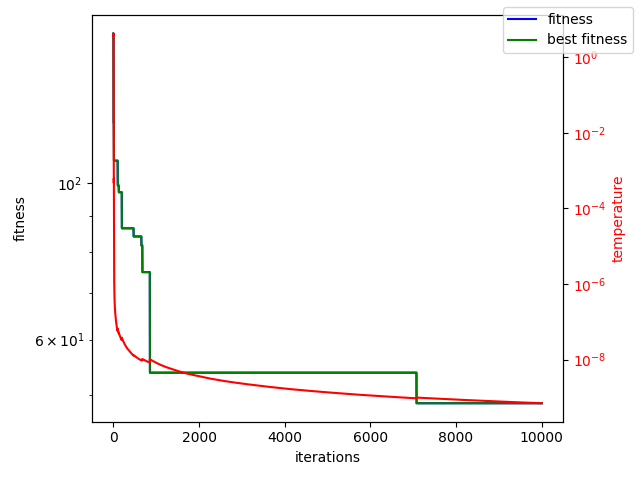 fitness
best fitness
10^2
6 × 10^1
fitness
10^0
10^-2
10^-4
10^-6
10^-8
temperature
0 2000 4000 6000 8000 10000
iterations